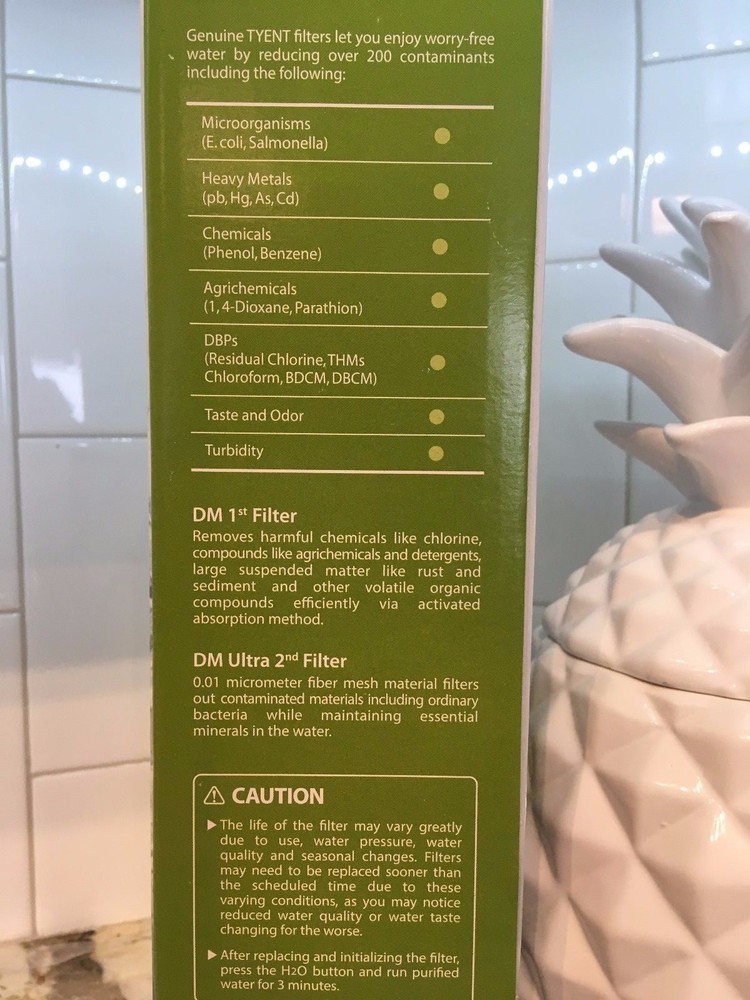 Genuine TYENT filters let you enjoy worry-free
water by reducing over 200 contaminants
including the following:
Microorganisms
(E.coli, Salmonella)
Heavy Metals
(pb, Hg, As, Cd)
Chemicals
(Phenol, Benzene)
Agrichemicals
(1, 4-Dioxane, Parathion)
DBPs
(Residual Chlorine, THMs
Chloroform, BDCM, DBCM)
Taste and Odor
Turbidity
DM 1st Filter
Removes harmful chemicals like chlorine,
compounds like agrichemicals and detergents,
large suspended matter like rust and
sediment and other volatile organic
compounds efficiently via activated
absorption method.
DM Ultra 2nd Filter
0.01 micrometer fiber mesh material filters
out contaminated materials including ordinary
bacteria while maintaining essential
minerals in the water.
CAUTION
▶ The life of the filter may vary greatly
due to use, water pressure, water
quality and seasonal changes. Filters
may need to be replaced sooner than
the scheduled time due to these
varying conditions, as you may notice
reduced water quality or water taste
changing for the worse.
▶ After replacing and initializing the filter,
press the H2O button and run purified
water for 3 minutes.